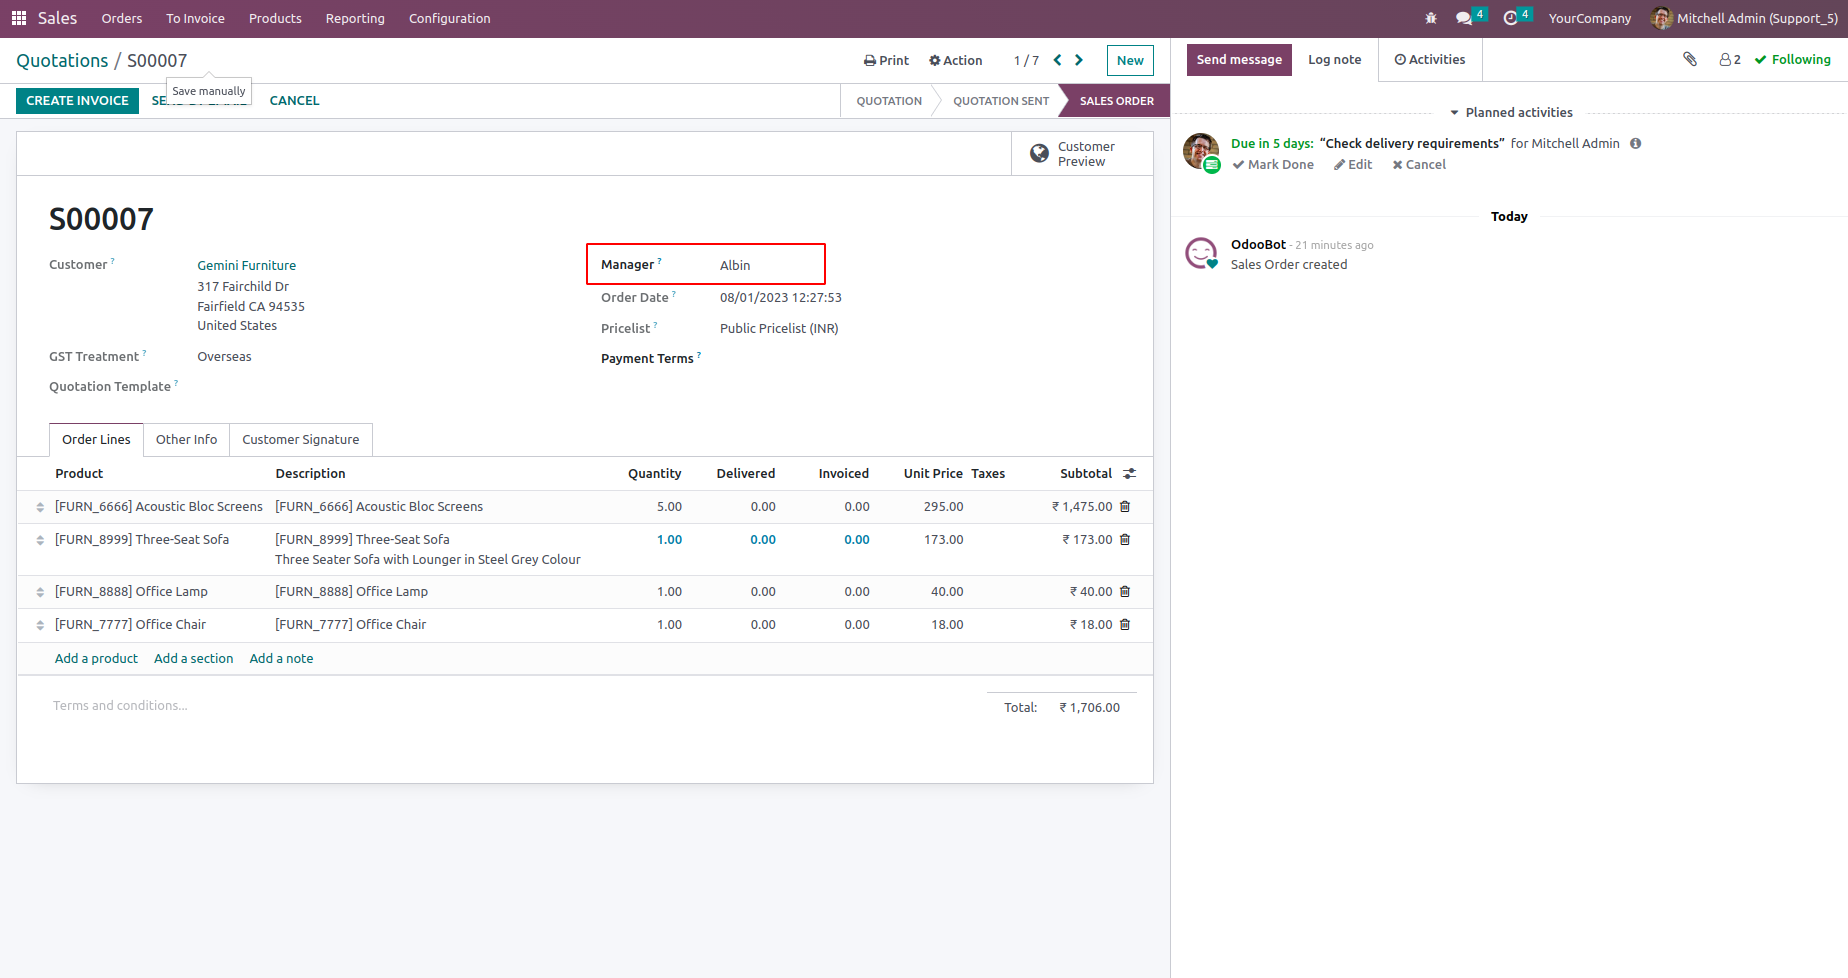 Sales Orders To Invoice Products Reporting Configuration 4 4 YourCompany Mitchell Admin (Support_5)
Quotations / S00007 Print Action 1 / 7 New
Save manually
CREATE INVOICE CANCEL QUOTATION QUOTATION SENT SALES ORDER
Customer Preview
S00007
Customer ? Gemini Furniture
317 Fairchild Dr
Fairfield CA 94535
United States
GST Treatment ? Overseas
Quotation Template ?
Manager ? Albin
Order Date ? 08/01/2023 12:27:53
Pricelist ? Public Pricelist (INR)
Payment Terms ?
Order Lines Other Info Customer Signature
Product Description Quantity Delivered Invoiced Unit Price Taxes Subtotal
[FURN_6666] Acoustic Bloc Screens [FURN_6666] Acoustic Bloc Screens 5.00 0.00 0.00 295.00 ₹ 1,475.00
[FURN_8999] Three-Seat Sofa [FURN_8999] Three-Seat Sofa 1.00 0.00 0.00 173.00 ₹ 173.00
Three Seater Sofa with Lounger in Steel Grey Colour
[FURN_8888] Office Lamp [FURN_8888] Office Lamp 1.00 0.00 0.00 40.00 ₹ 40.00
[FURN_7777] Office Chair [FURN_7777] Office Chair 1.00 0.00 0.00 18.00 ₹ 18.00
Add a product Add a section Add a note
Terms and conditions... Total: ₹ 1,706.00
Send message Log note Activities 2 Following
Planned activities
Due in 5 days: “Check delivery requirements” for Mitchell Admin
Mark Done Edit Cancel
Today
OdooBot - 21 minutes ago
Sales Order created